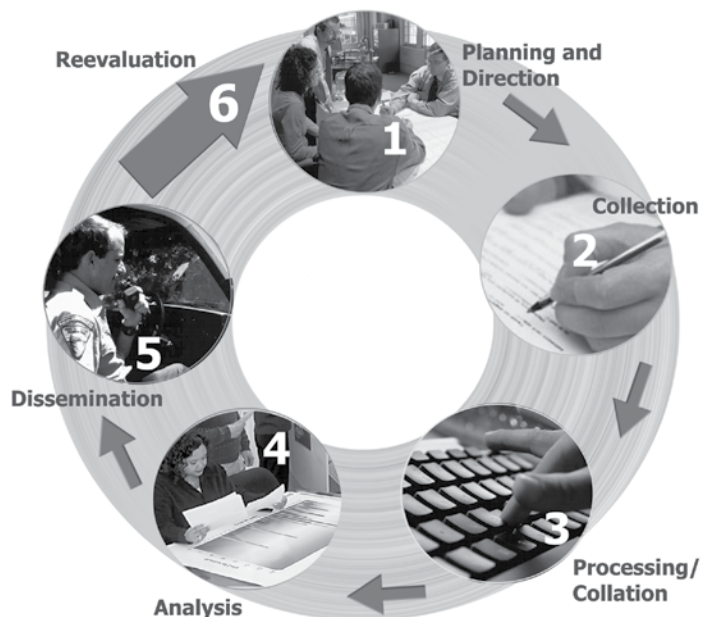 Reevaluation
6
1
Planning and
Direction
Collection
2
3
Processing/
Collation
4
Analysis
5
Dissemination